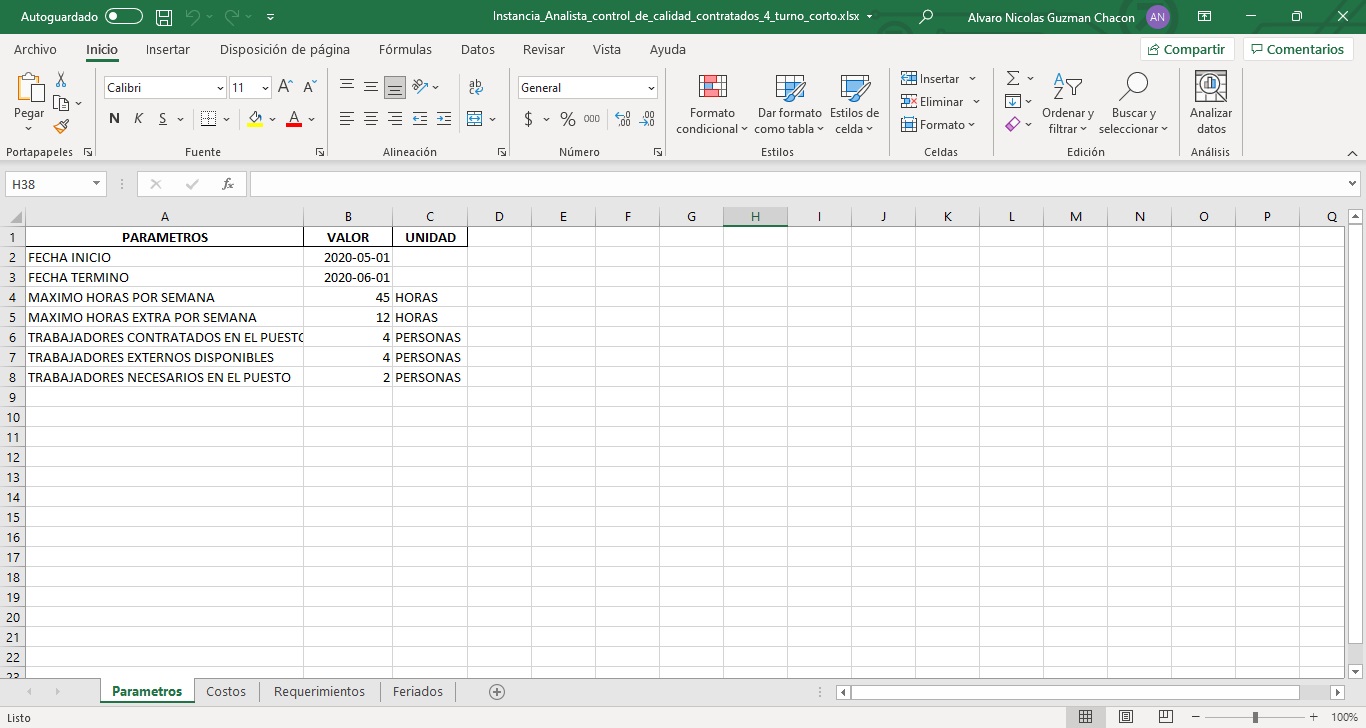 Autoguardado
Instancia_Analista_control_de_calidad_contratados_4_turno_corto.xlsx
Alvaro Nicolas Guzman Chacon AN
Archivo Inicio Insertar Disposición de página Fórmulas Datos Revisar Vista Ayuda Compartir Comentarios
Pegar
Calibri 11
N K S
A A
A
ab
General
$ % 000
Formato condicional
Dar formato como tabla
Estilos de celda
Insertar
Eliminar
Formato
Ordenar y filtrar
Buscar y seleccionar
Analizar datos
Portapapeles Fuente Alineación Número Estilos Celdas Edición Análisis
H38 fx
A B C D E F G H I J K L M N O P Q
1 PARAMETROS VALOR UNIDAD
2 FECHA INICIO 2020-05-01
3 FECHA TERMINO 2020-06-01
4 MAXIMO HORAS POR SEMANA 45 HORAS
5 MAXIMO HORAS EXTRA POR SEMANA 12 HORAS
6 TRABAJADORES CONTRATADOS EN EL PUESTO 4 PERSONAS
7 TRABAJADORES EXTERNOS DISPONIBLES 4 PERSONAS
8 TRABAJADORES NECESARIOS EN EL PUESTO 2 PERSONAS
9
10
11
12
13
14
15
16
17
18
19
20
21
22
23
Parametros Costos Requerimientos Feriados
Listo 100%